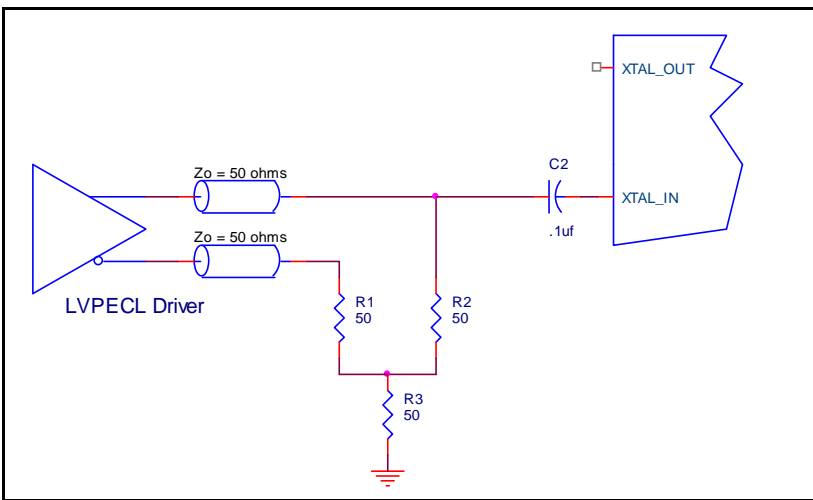 XTAL_OUT
Zo = 50 ohms
C2
.1uf
XTAL_IN
Zo = 50 ohms
LVPECL Driver
R1
50
R2
50
R3
50